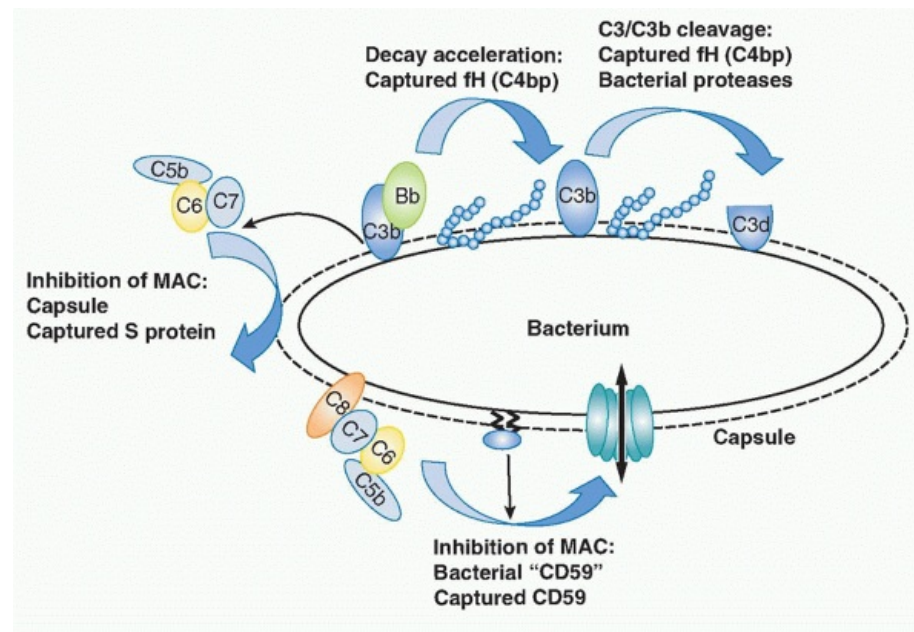 C3/C3b cleavage:
Captured fH (C4bp)
Bacterial proteases
Decay acceleration:
Captured fH (C4bp)
C5b
C6
C7
Bb
C3b
C3b
C3d
Inhibition of MAC:
Capsule
Captured S protein
Bacterium
C8
C7
C6
C5b
Capsule
Inhibition of MAC:
Bacterial “CD59”
Captured CD59